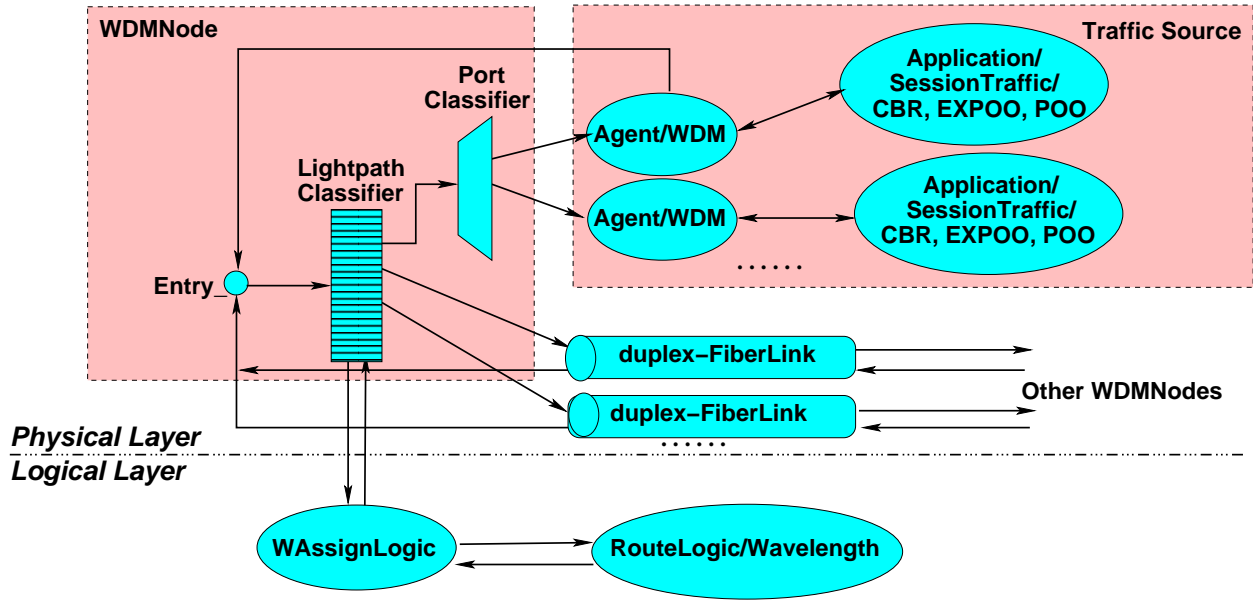 WDMNode
Traffic Source
Port
Classifier
Application/
SessionTraffic/
CBR, EXPOO, POO
Agent/WDM
Lightpath
Classifier
Application/
SessionTraffic/
CBR, EXPOO, POO
Agent/WDM
......
Entry_
duplex−FiberLink
Other WDMNodes
duplex−FiberLink
......
Physical Layer
Logical Layer
WAssignLogic
RouteLogic/Wavelength